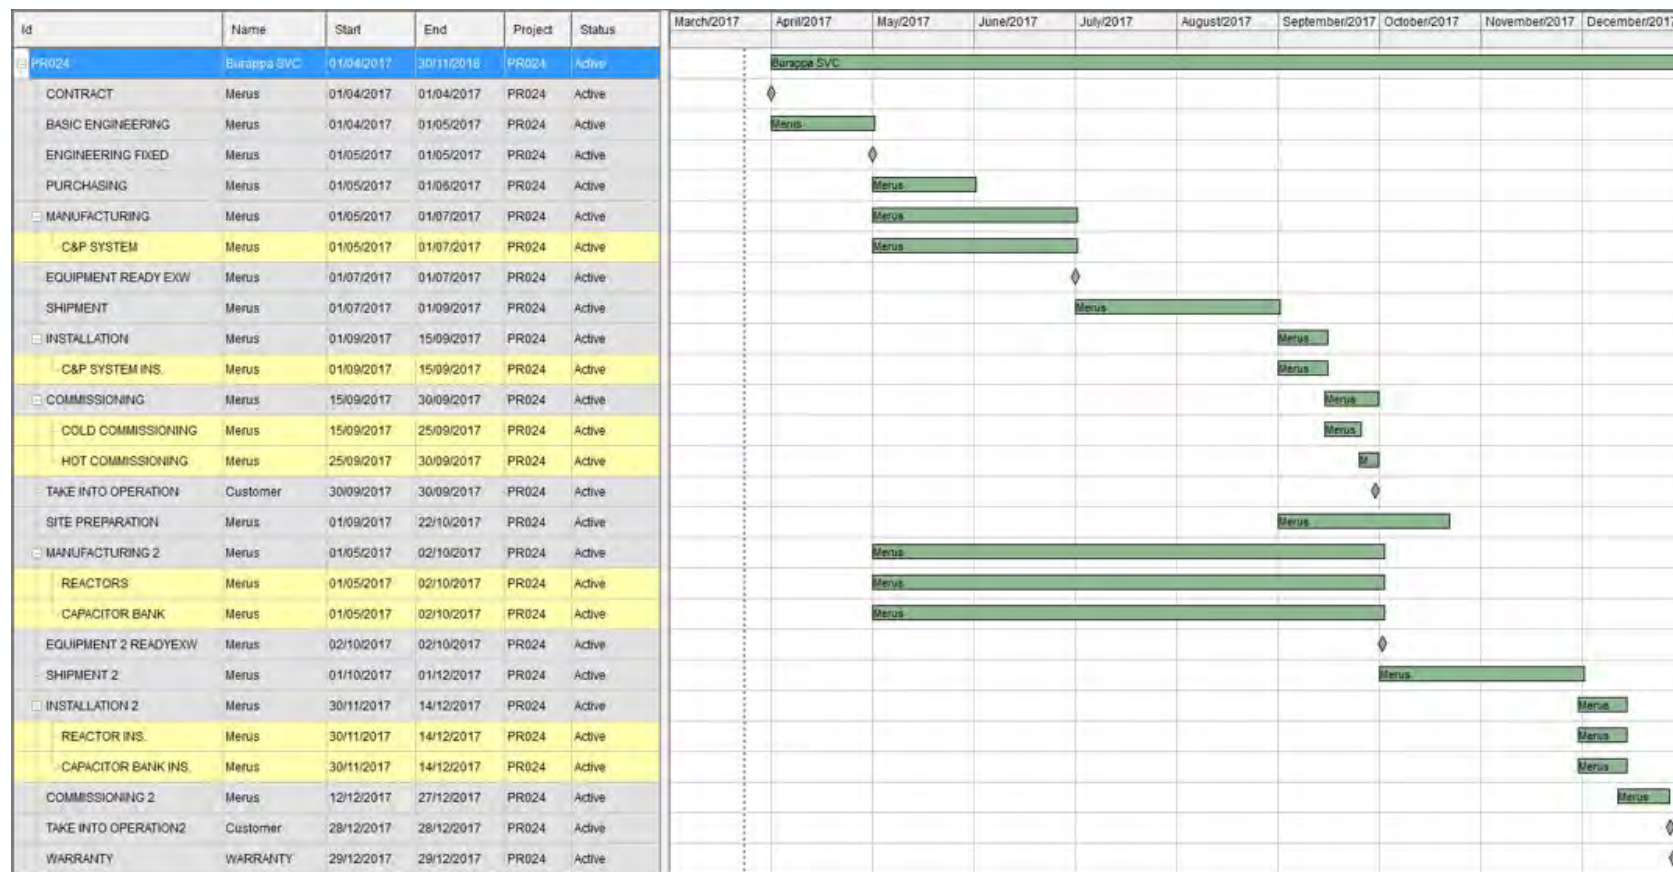 Id Name Start End Project Status March/2017 April/2017 May/2017 June/2017 July/2017 August/2017 September/2017 October/2017 November/2017 December/2017
PR024 Burappa SVC 01/04/2017 30/11/2018 PR024 Active Burappa SVC
CONTRACT Merus 01/04/2017 01/04/2017 PR024 Active
BASIC ENGINEERING Merus 01/04/2017 01/05/2017 PR024 Active Merus
ENGINEERING FIXED Merus 01/05/2017 01/05/2017 PR024 Active
PURCHASING Merus 01/05/2017 01/06/2017 PR024 Active Merus
MANUFACTURING Merus 01/05/2017 01/07/2017 PR024 Active Merus
C&P SYSTEM Merus 01/05/2017 01/07/2017 PR024 Active Merus
EQUIPMENT READY EXW Merus 01/07/2017 01/07/2017 PR024 Active
SHIPMENT Merus 01/07/2017 01/09/2017 PR024 Active Merus
INSTALLATION Merus 01/09/2017 15/09/2017 PR024 Active Merus
C&P SYSTEM INS. Merus 01/09/2017 15/09/2017 PR024 Active Merus
COMMISSIONING Merus 15/09/2017 30/09/2017 PR024 Active Merus
COLD COMMISSIONING Merus 15/09/2017 25/09/2017 PR024 Active Merus
HOT COMMISSIONING Merus 25/09/2017 30/09/2017 PR024 Active M
TAKE INTO OPERATION Customer 30/09/2017 30/09/2017 PR024 Active
SITE PREPARATION Merus 01/09/2017 22/10/2017 PR024 Active Merus
MANUFACTURING 2 Merus 01/05/2017 02/10/2017 PR024 Active Merus
REACTORS Merus 01/05/2017 02/10/2017 PR024 Active Merus
CAPACITOR BANK Merus 01/05/2017 02/10/2017 PR024 Active Merus
EQUIPMENT 2 READYEXW Merus 02/10/2017 02/10/2017 PR024 Active
SHIPMENT 2 Merus 01/10/2017 01/12/2017 PR024 Active Merus
INSTALLATION 2 Merus 30/11/2017 14/12/2017 PR024 Active Merus
REACTOR INS. Merus 30/11/2017 14/12/2017 PR024 Active Merus
CAPACITOR BANK INS. Merus 30/11/2017 14/12/2017 PR024 Active Merus
COMMISSIONING 2 Merus 12/12/2017 27/12/2017 PR024 Active Merus
TAKE INTO OPERATION2 Customer 28/12/2017 28/12/2017 PR024 Active
WARRANTY WARRANTY 29/12/2017 29/12/2017 PR024 Active